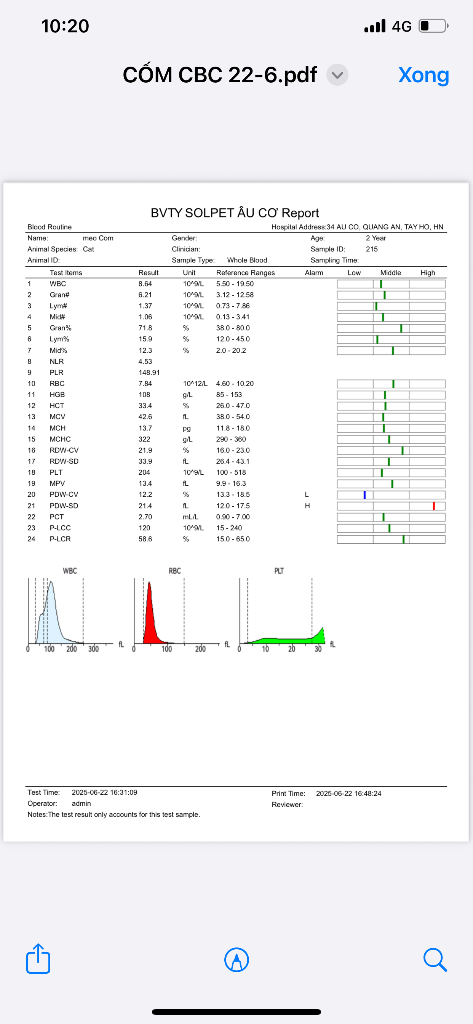 10:20
4G
CỐM CBC 22-6.pdf
Xong
BVTY SOLPET ÂU CƠ Report
Blood Routine Hospital Address:34 AU CO, QUANG AN, TAY HO, HN
Name: meo Com Gender: Age: 2 Year
Animal Species: Cat Clinician: Sample ID: 215
Animal ID: Sample Type: Whole Blood Sampling Time:
Test Items Result Unit Reference Ranges Alarm Low Middle High
1 WBC 8.64 10^9/L 5.50 - 19.50
2 Gran# 6.21 10^9/L 3.12 - 12.58
3 Lym# 1.37 10^9/L 0.73 - 7.86
4 Mid# 1.06 10^9/L 0.13 - 3.41
5 Gran% 71.8 % 38.0 - 80.0
6 Lym% 15.9 % 12.0 - 45.0
7 Mid% 12.3 % 2.0 - 20.2
8 NLR 4.53
9 PLR 148.91
10 RBC 7.84 10^12/L 4.60 - 10.20
11 HGB 108 g/L 85 - 153
12 HCT 33.4 % 26.0 - 47.0
13 MCV 42.6 fL 38.0 - 54.0
14 MCH 13.7 pg 11.8 - 18.0
15 MCHC 322 g/L 290 - 360
16 RDW-CV 21.9 % 16.0 - 23.0
17 RDW-SD 33.9 fL 26.4 - 43.1
18 PLT 204 10^9/L 100 - 518
19 MPV 13.4 fL 9.9 - 16.3
20 PDW-CV 12.2 % 13.3 - 18.5 L
21 PDW-SD 21.4 fL 12.0 - 17.5 H
22 PCT 2.70 mL/L 0.90 - 7.00
23 P-LCC 120 10^9/L 15 - 240
24 P-LCR 58.6 % 15.0 - 65.0
WBC RBC PLT
0 100 200 300 fL 0 100 200 fL 0 10 20 30 fL
Test Time: 2025-06-22 16:31:09 Print Time: 2025-06-22 16:48:24
Operator: admin Reviewer:
Notes:The test result only accounts for this test sample.